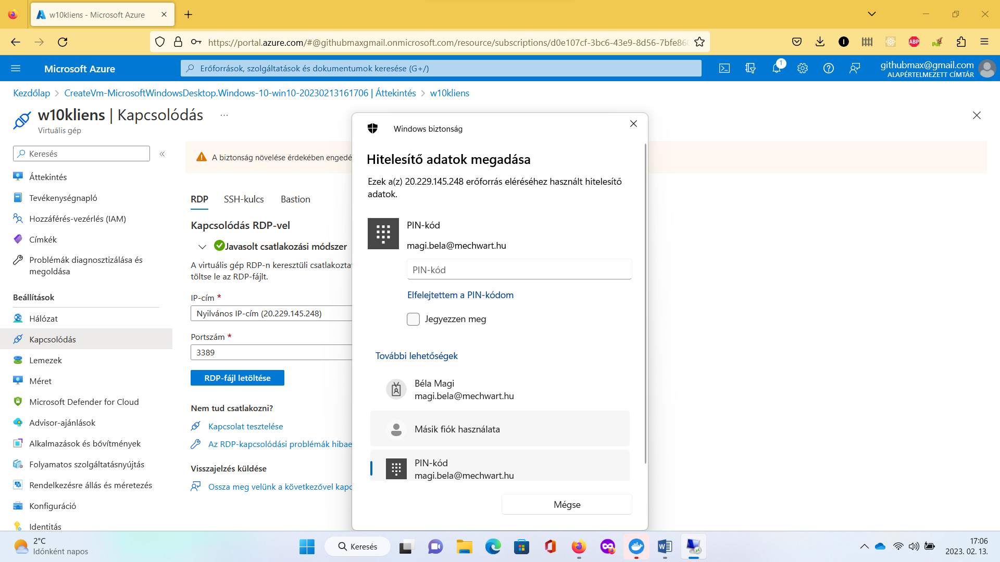 w10kliens - Microsoft Azure
https://portal.azure.com/#@githubmaxgmail.onmicrosoft.com/resource/subscriptions/d0e107cf-3bc6-43e9-8d56-7bfe86
ABP
Microsoft Azure
Erőforrások, szolgáltatások és dokumentumok keresése (G+/)
1
githubmax@gmail.com
ALAPÉRTELMEZETT CÍMTÁR
Kezdőlap
CreateVm-MicrosoftWindowsDesktop.Windows-10-win10-20230213161706 | Áttekintés
w10kliens
w10kliens | Kapcsolódás
...
Virtuális gép
Keresés
Áttekintés
Tevékenységnapló
Hozzáférés-vezérlés (IAM)
Címkék
Problémák diagnosztizálása és
megoldása
Beállítások
Hálózat
Kapcsolódás
Lemezek
Méret
Microsoft Defender for Cloud
Advisor-ajánlások
Alkalmazások és bővítmények
Folyamatos szolgáltatásnyújtás
Rendelkezésre állás és méretezés
Konfiguráció
Identitás
A biztonság növelése érdekében engedé
RDP
SSH-kulcs
Bastion
Kapcsolódás RDP-vel
Javasolt csatlakozási módszer
A virtuális gép RDP-n keresztüli csatlakozta
töltse le az RDP-fájlt.
IP-cím *
Nyilvános IP-cím (20.229.145.248)
Portszám *
3389
RDP-fájl letöltése
Nem tud csatlakozni?
Kapcsolat tesztelése
Az RDP-kapcsolódási problémák hibae
Visszajelzés küldése
Ossza meg velünk a következővel kapc
Windows biztonság
Hitelesítő adatok megadása
Ezek a(z) 20.229.145.248 erőforrás eléréséhez használt hitelesítő
adatok.
PIN-kód
magi.bela@mechwart.hu
PIN-kód
Elfelejtettem a PIN-kódom
Jegyezzen meg
További lehetőségek
Béla Magi
magi.bela@mechwart.hu
Másik fiók használata
PIN-kód
magi.bela@mechwart.hu
Mégse
2°C
Időnként napos
Keresés
17:06
2023. 02. 13.